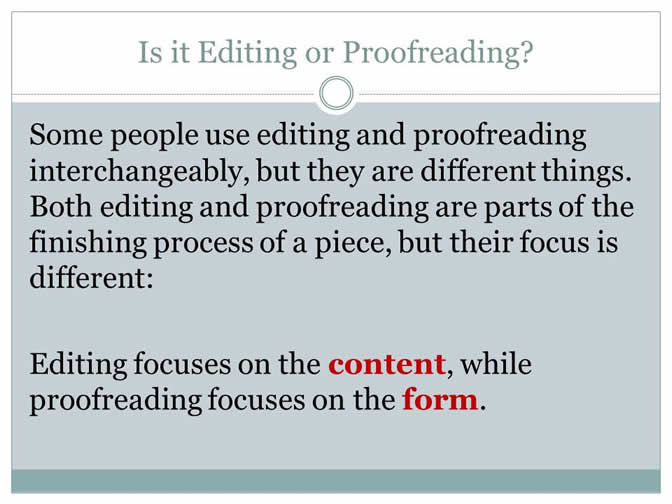 Is it Editing or Proofreading?
Some people use editing and proofreading
interchangeably, but they are different things.
Both editing and proofreading are parts of the
finishing process of a piece, but their focus is
different:
Editing focuses on the content, while
proofreading focuses on the form.